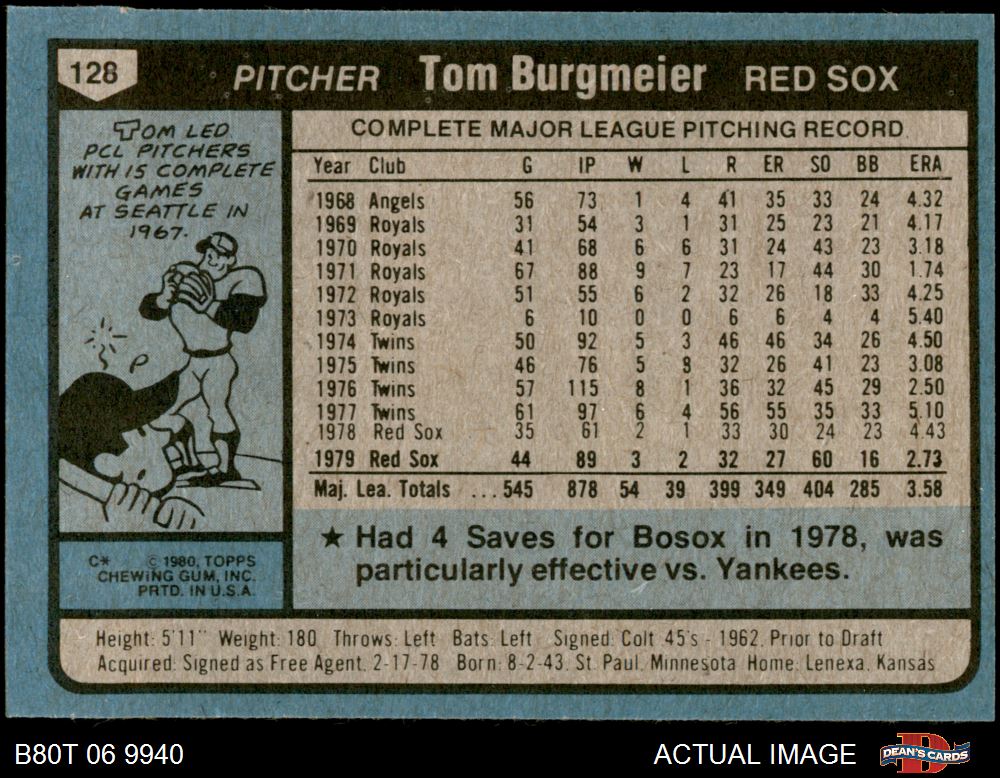 128 PITCHER Tom Burgmeier RED SOX
TOM LED
PCL PITCHERS
WITH 15 COMPLETE
GAMES
AT SEATTLE IN
1967.
COMPLETE MAJOR LEAGUE PITCHING RECORD
Year Club G IP W L R ER SO BB ERA
1968 Angels 56 73 1 4 41 35 33 24 4.32
1969 Royals 31 54 3 1 31 25 23 21 4.17
1970 Royals 41 68 6 6 31 24 43 23 3.18
1971 Royals 67 88 9 7 23 17 44 30 1.74
1972 Royals 51 55 6 2 32 26 18 33 4.25
1973 Royals 6 10 0 0 6 6 4 4 5.40
1974 Twins 50 92 5 3 46 46 34 26 4.50
1975 Twins 46 76 5 8 32 26 41 23 3.08
1976 Twins 57 115 8 1 36 32 45 29 2.50
1977 Twins 61 97 6 4 56 55 35 33 5.10
1978 Red Sox 35 61 2 1 33 30 24 23 4.43
1979 Red Sox 44 89 3 2 32 27 60 16 2.73
Maj. Lea. Totals ...545 878 54 39 399 349 404 285 3.58
★ Had 4 Saves for Bosox in 1978, was
particularly effective vs. Yankees.
C* © 1980, TOPPS
CHEWING GUM, INC.
PRTD. IN U.S.A.
Height: 5'11" Weight: 180 Throws: Left Bats: Left Signed: Colt 45's - 1962, Prior to Draft
Acquired: Signed as Free Agent, 2-17-78 Born: 8-2-43, St. Paul, Minnesota Home: Lenexa, Kansas
B80T 06 9940 ACTUAL IMAGE DEAN'S CARDS